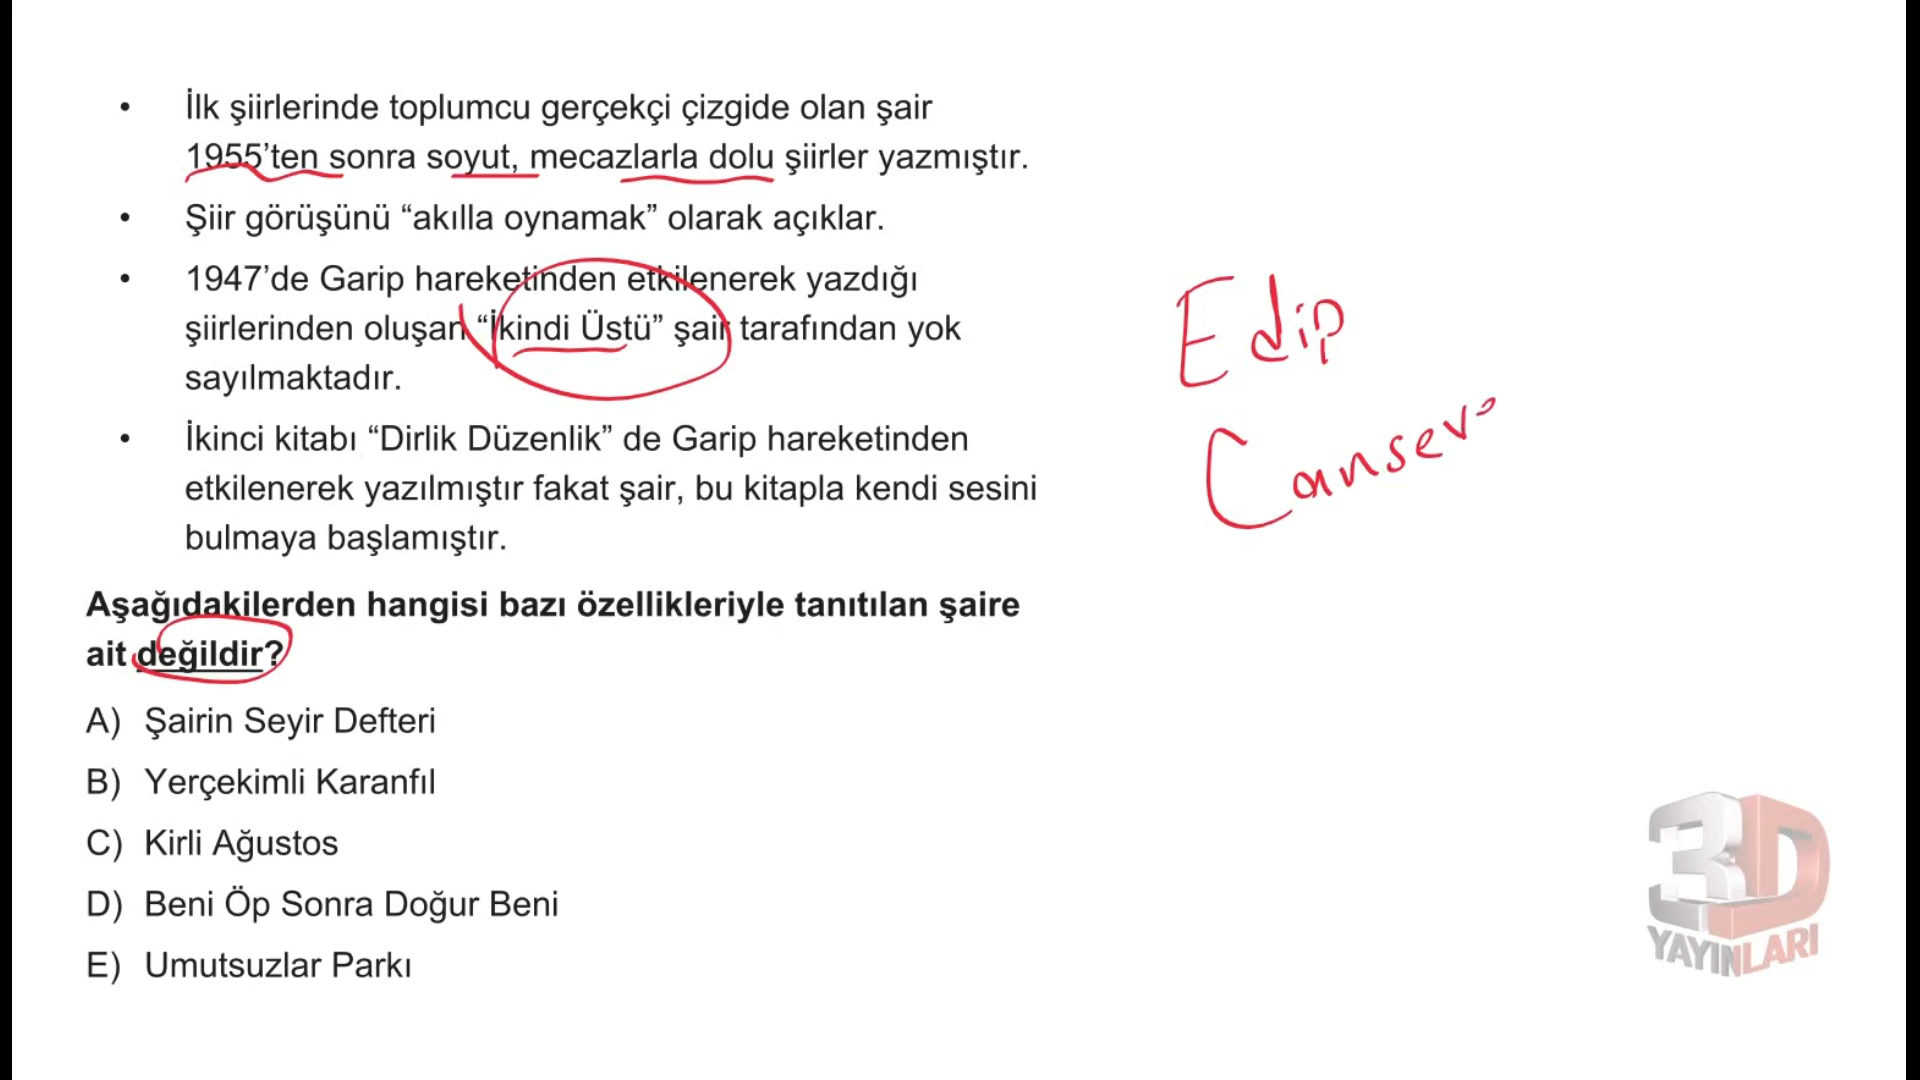 • İlk şiirlerinde toplumcu gerçekçi çizgide olan şair
1955’ten sonra soyut, mecazlarla dolu şiirler yazmıştır.
• Şiir görüşünü “akılla oynamak” olarak açıklar.
• 1947’de Garip hareketinden etkilenerek yazdığı
şiirlerinden oluşan “İkindi Üstü” şair tarafından yok
sayılmaktadır.
• İkinci kitabı “Dirlik Düzenlik” de Garip hareketinden
etkilenerek yazılmıştır fakat şair, bu kitapla kendi sesini
bulmaya başlamıştır.
Aşağıdakilerden hangisi bazı özellikleriyle tanıtılan şaire
ait değildir?
A) Şairin Seyir Defteri
B) Yerçekimli Karanfıl
C) Kirli Ağustos
D) Beni Öp Sonra Doğur Beni
E) Umutsuzlar Parkı
Edip
Cansever
3D
YAYINLARI